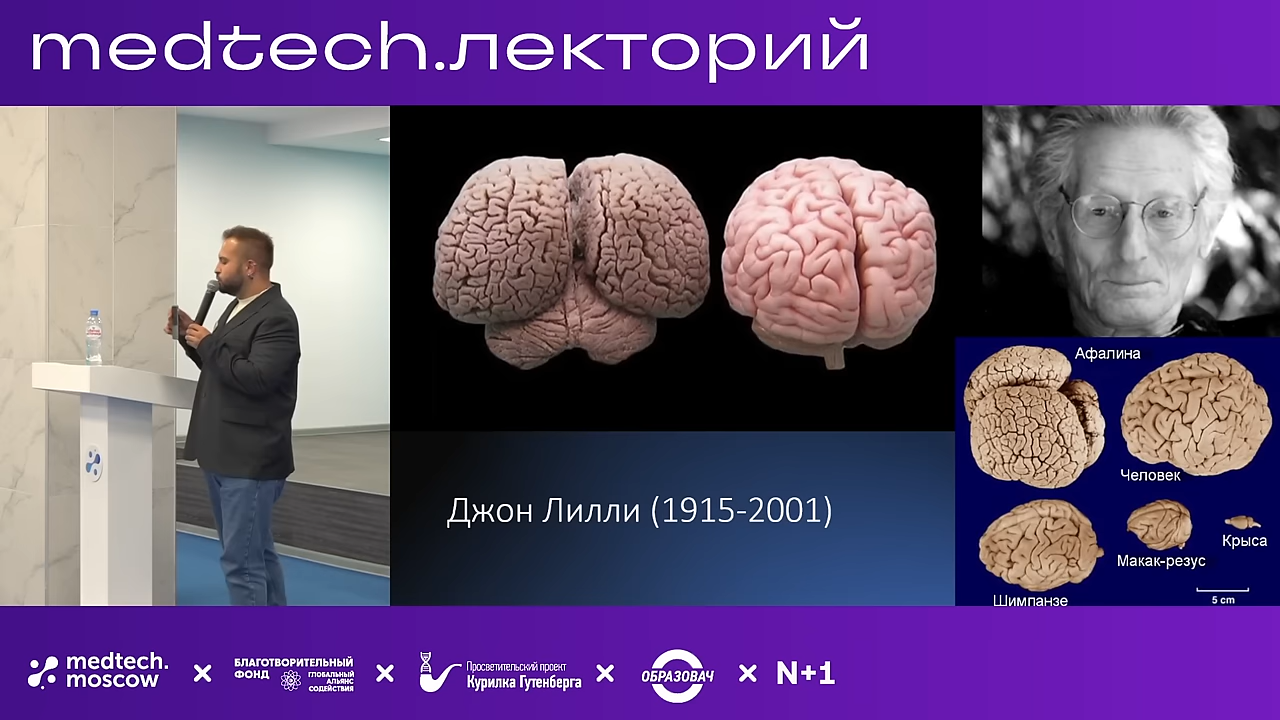 medtech.лекторий
Джон Лилли (1915-2001)
Афалина
Человек
Шимпанзе
Макак-резус
Крыса
5 cm
medtech.
moscow
×
БЛАГОТВОРИТЕЛЬНЫЙ
ФОНД
ГЛОБАЛЬНЫЙ
АЛЬЯНС
СОДЕЙСТВИЯ
×
Просветительский проект
Курилка Гутенберга
×
ОБРАЗОВАЧ
×
N+1